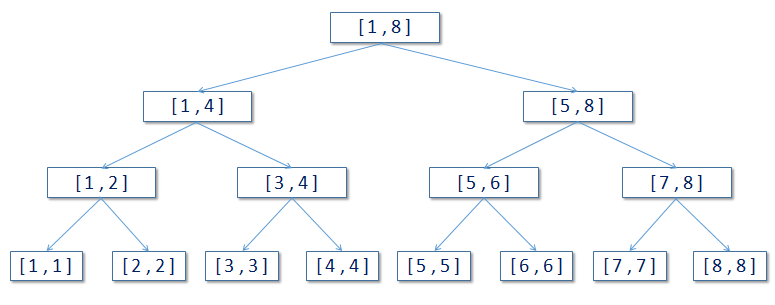 [1,8]
[1,4] [5,8]
[1,2] [3,4] [5,6] [7,8]
[1,1] [2,2] [3,3] [4,4] [5,5] [6,6] [7,7] [8,8]